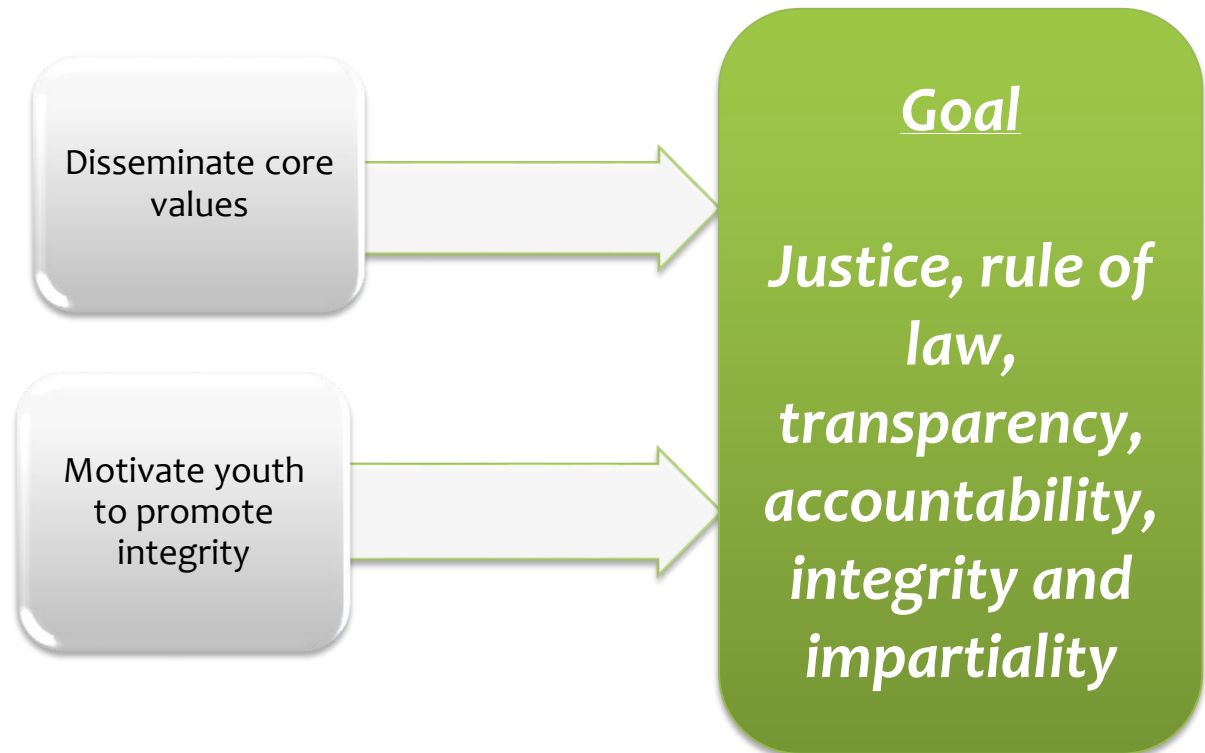 Disseminate core
values
Motivate youth
to promote
integrity
Goal
Justice, rule of
law,
transparency,
accountability,
integrity and
impartiality